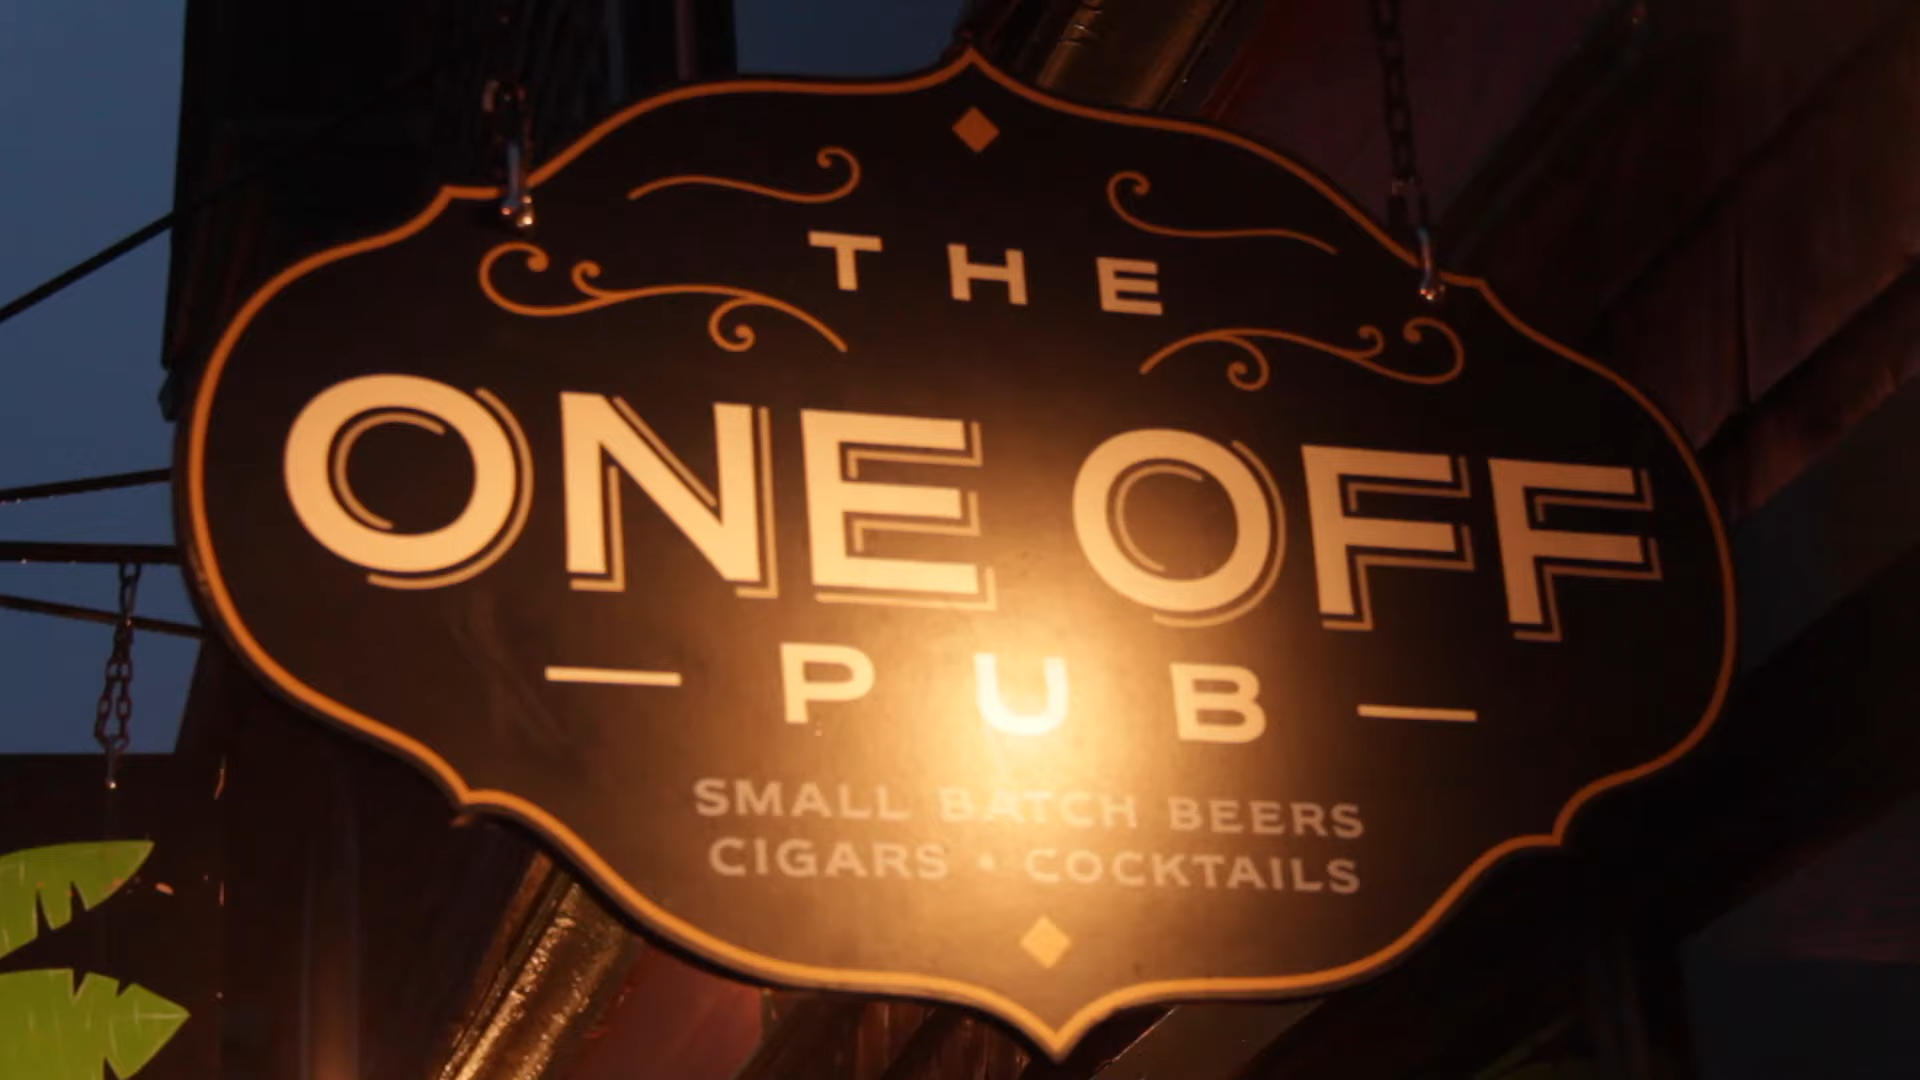 THE
ONE OFF
PUB
SMALL BATCH BEERS
CIGARS • COCKTAILS